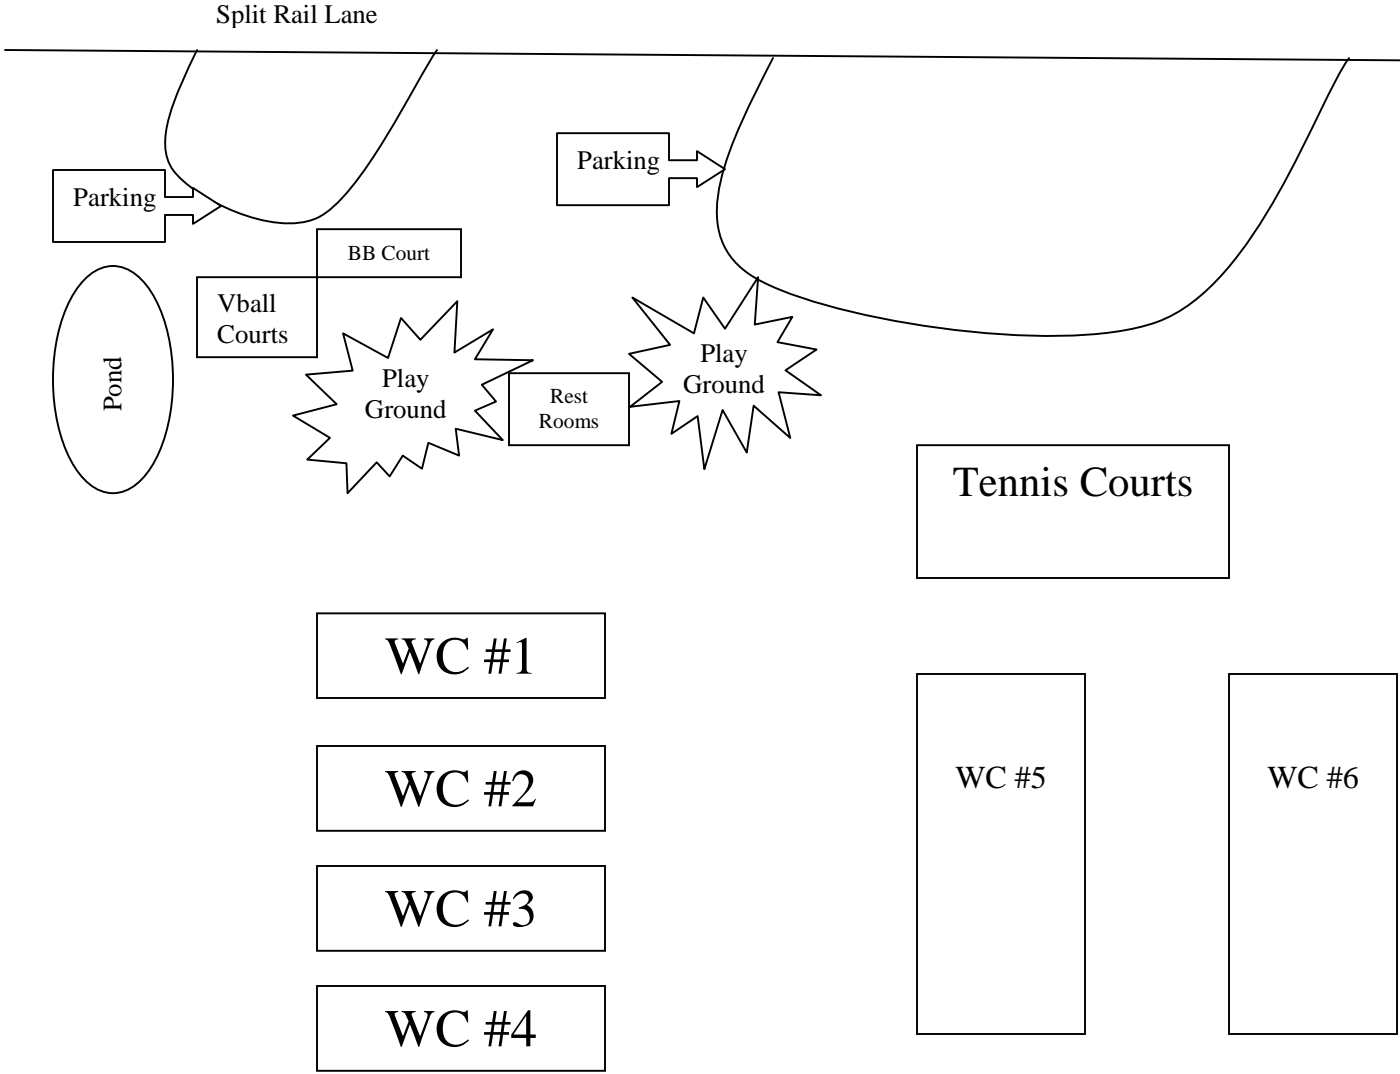 Split Rail Lane
Parking
Parking
BB Court
Vball
Courts
Pond
Play
Ground
Rest
Rooms
Play
Ground
Tennis Courts
WC #1
WC #2
WC #3
WC #4
WC #5
WC #6